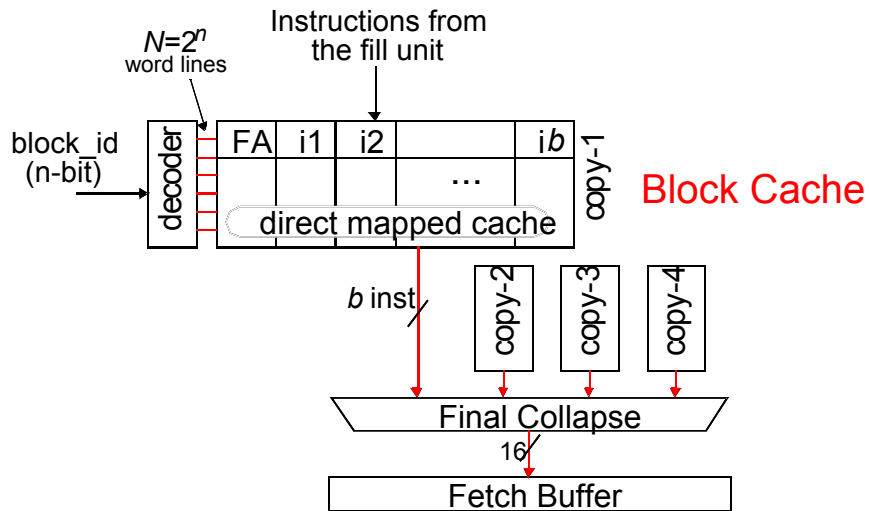 N=2ⁿ
word lines
Instructions from
the fill unit
block_id
(n-bit)
decoder
FA i1 i2 ib
...
direct mapped cache
copy-1
Block Cache
b inst
copy-2
copy-3
copy-4
Final Collapse
16
Fetch Buffer